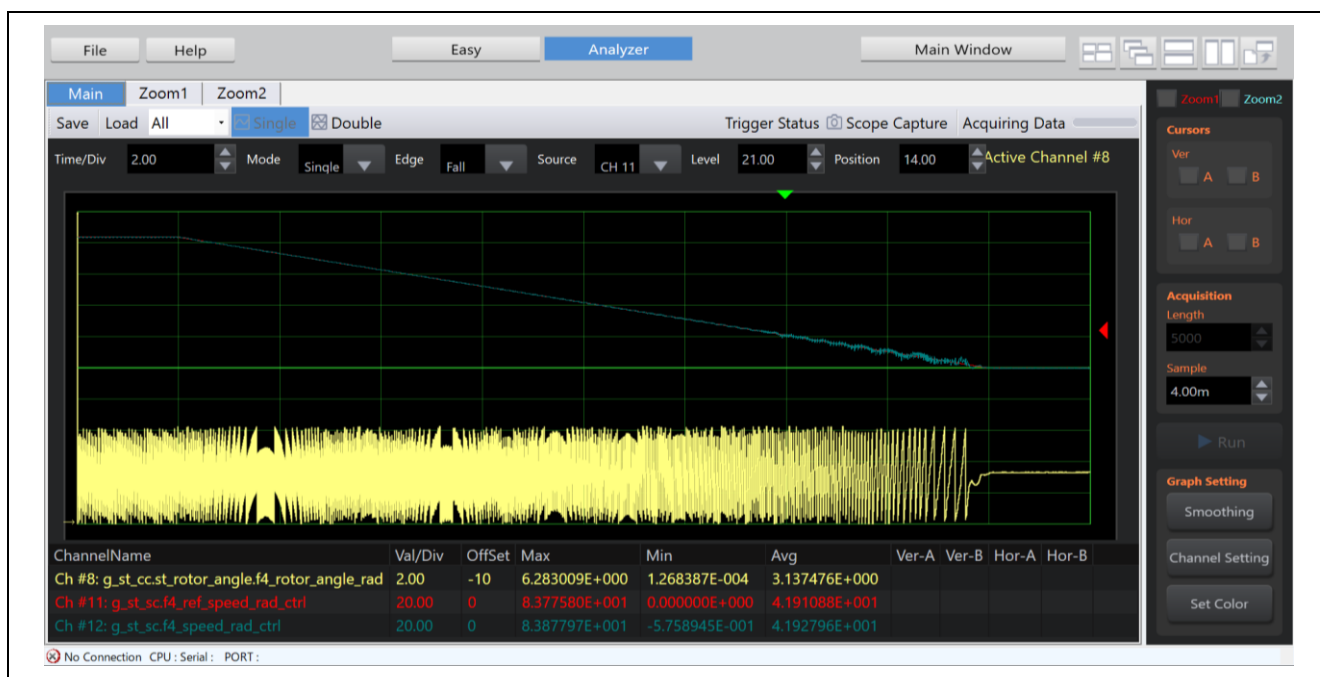 File Help Easy Analyzer Main Window
Main Zoom1 Zoom2
Save Load All Single Double Trigger Status Scope Capture Acquiring Data
Time/Div 2.00 Mode Single Edge Fall Source CH 11 Level 21.00 Position 14.00 Active Channel #8
Zoom1 Zoom2
Cursors
Ver
A B
Hor
A B
Acquisition
Length
5000
Sample
4.00m
Run
Graph Setting
Smoothing
Channel Setting
Set Color
ChannelName Val/Div OffSet Max Min Avg Ver-A Ver-B Hor-A Hor-B
Ch #8: g_st_cc.st_rotor_angle.f4_rotor_angle_rad 2.00 -10 6.283009E+000 1.268387E-004 3.137476E+000
Ch #11: g_st_sc.f4_ref_speed_rad_ctrl 20.00 0 8.377580E+001 0.000000E+000 4.191088E+001
Ch #12: g_st_sc.f4_speed_rad_ctrl 20.00 0 8.387797E+001 -5.758945E-001 4.192796E+001
No Connection CPU : Serial : PORT :